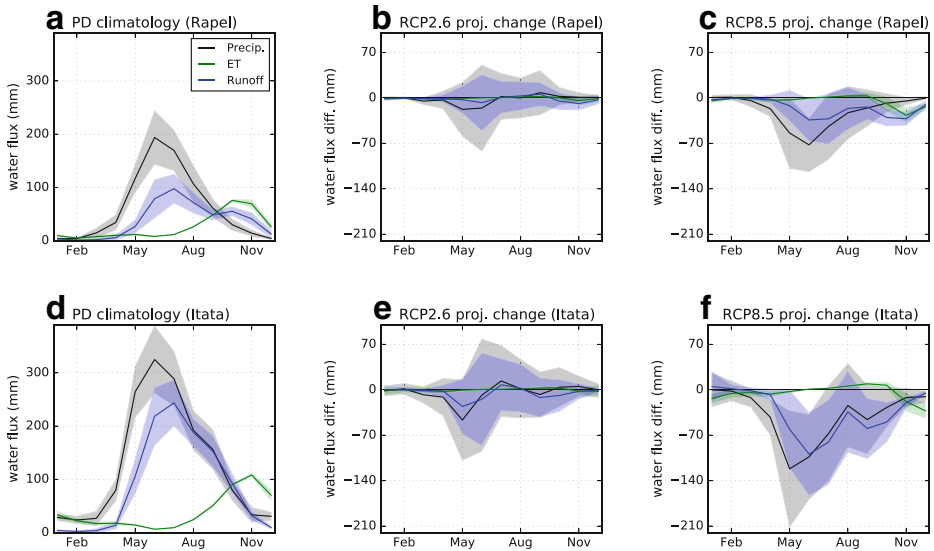 a PD climatology (Rapel)
b RCP2.6 proj. change (Rapel)
c RCP8.5 proj. change (Rapel)
water flux (mm)
300
200
100
0
Precip.
ET
Runoff
Feb May Aug Nov
water flux diff. (mm)
70
0
−70
−140
−210
Feb May Aug Nov
water flux diff. (mm)
70
0
−70
−140
−210
Feb May Aug Nov
d PD climatology (Itata)
e RCP2.6 proj. change (Itata)
f RCP8.5 proj. change (Itata)
water flux (mm)
300
200
100
0
Feb May Aug Nov
water flux diff. (mm)
70
0
−70
−140
−210
Feb May Aug Nov
water flux diff. (mm)
70
0
−70
−140
−210
Feb May Aug Nov